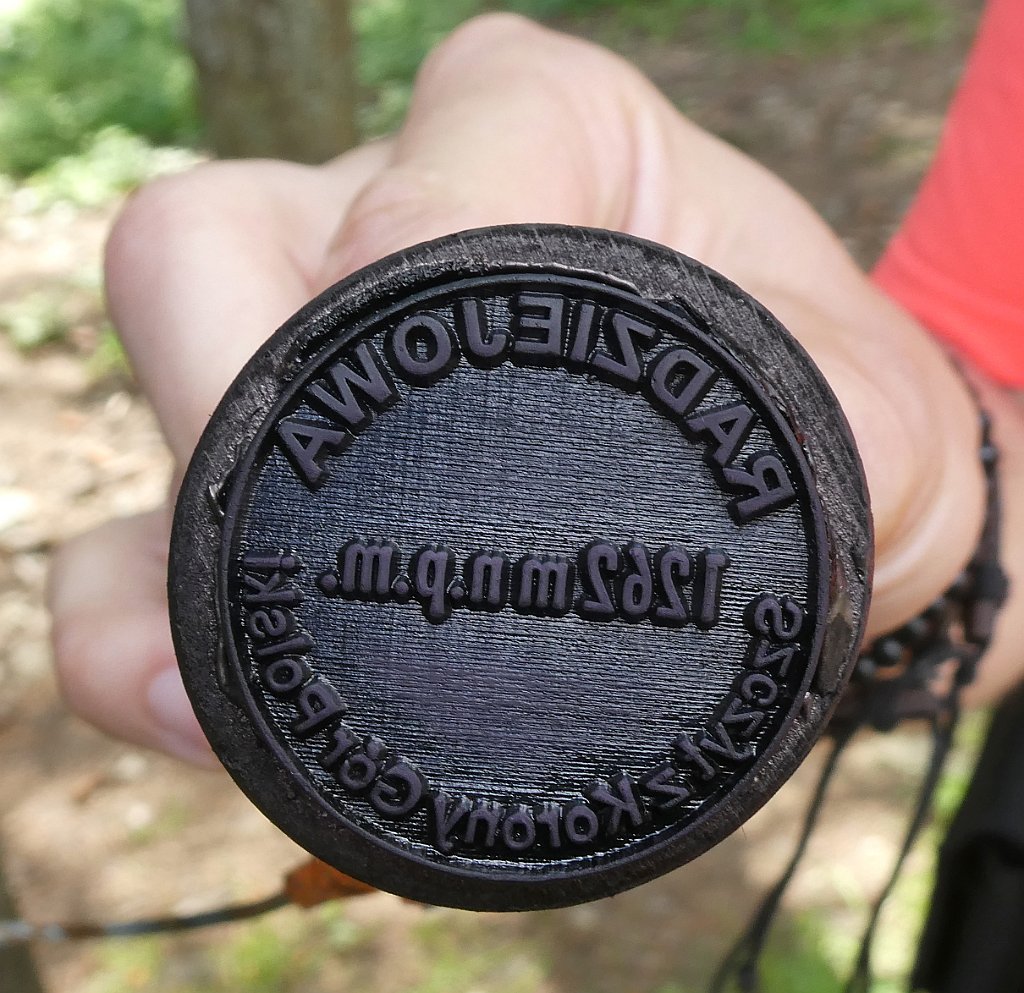 RADZIEJOWA
1262 m n.p.m.
Szczyt z Korony Gór Polski